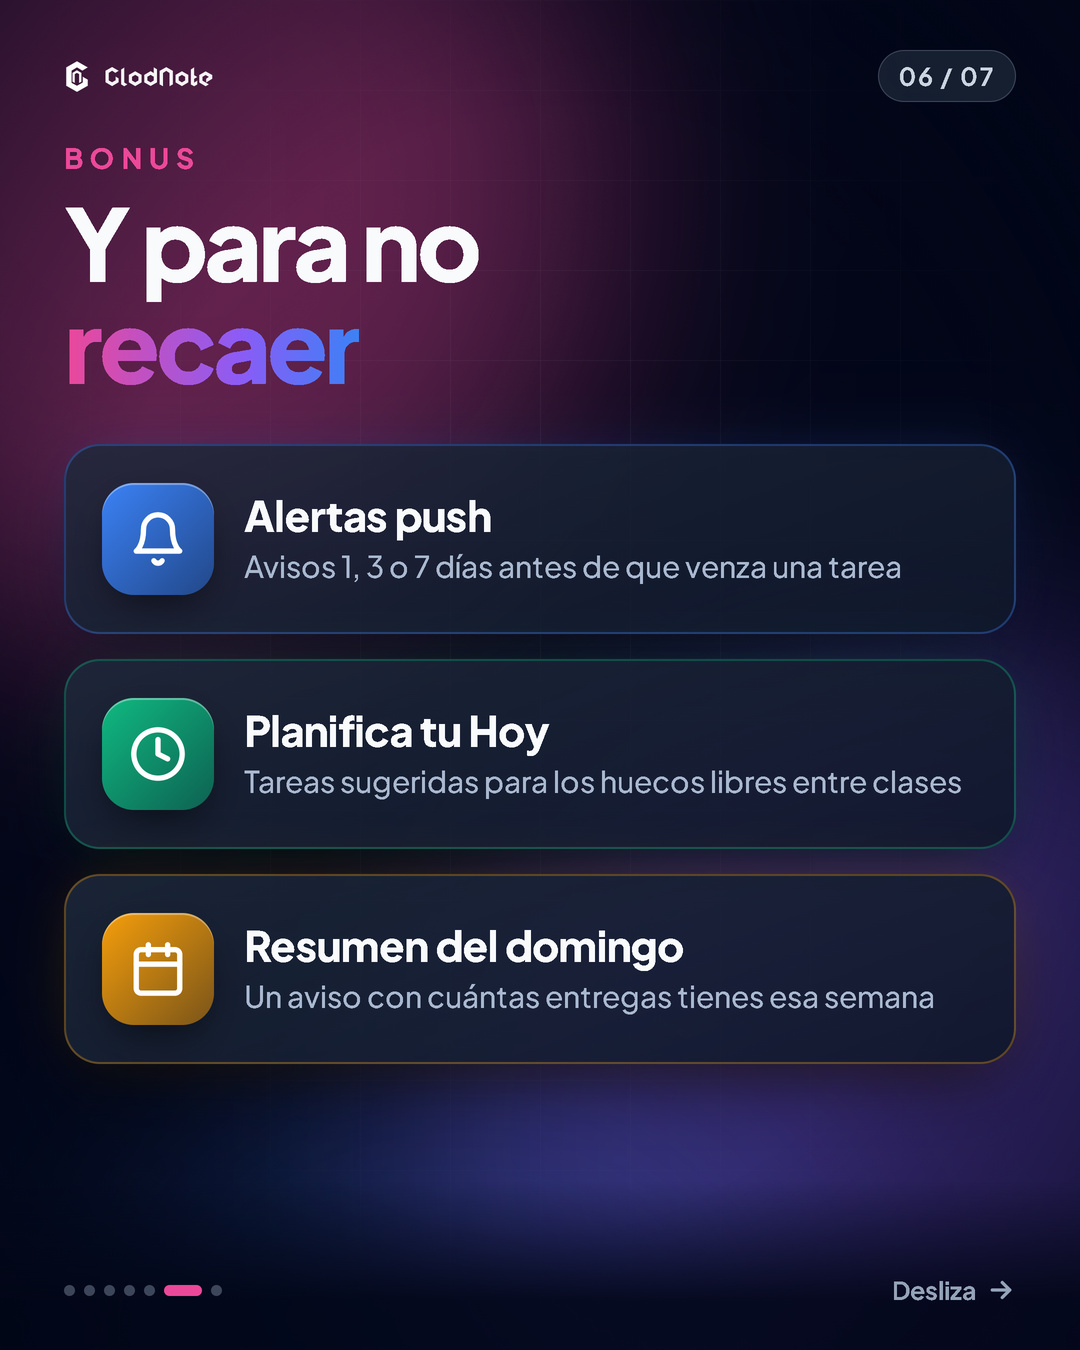 ClodNote
06 / 07
BONUS
Y para no
recaer
Alertas push
Avisos 1, 3 o 7 días antes de que venza una tarea
Planifica tu Hoy
Tareas sugeridas para los huecos libres entre clases
Resumen del domingo
Un aviso con cuántas entregas tienes esa semana
Desliza →